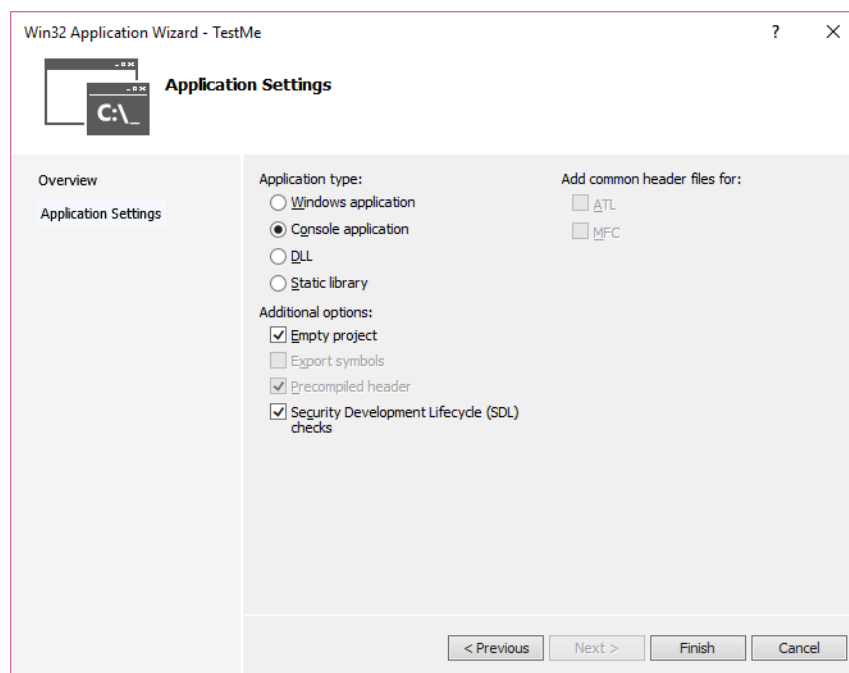 Win32 Application Wizard - TestMe
?
C:\_
Application Settings
Overview
Application Settings
Application type:
Windows application
Console application
DLL
Static library
Additional options:
Empty project
Export symbols
Precompiled header
Security Development Lifecycle (SDL)
checks
Add common header files for:
ATL
MFC
< Previous
Next >
Finish
Cancel